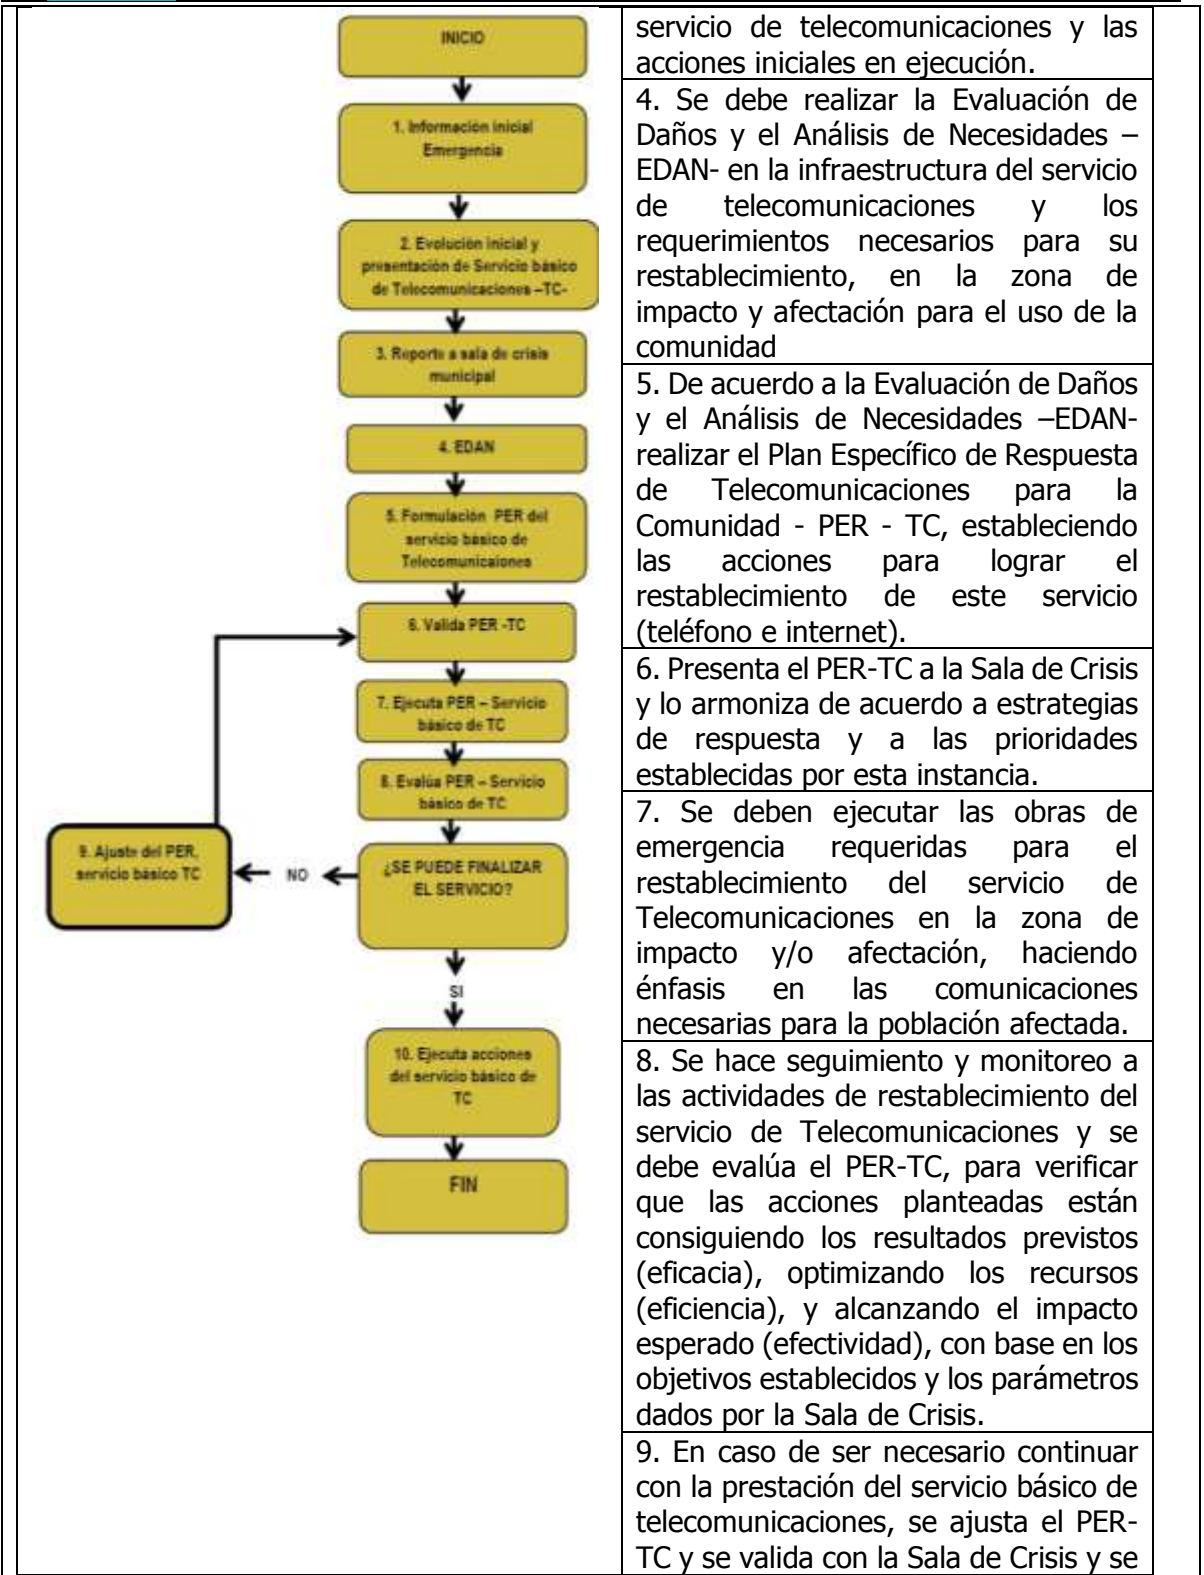 INICIO
1. Información inicial
Emergencia
2. Evolución inicial y
presentación de Servicio básico
de Telecomunicaciones –TC-
3. Reporte a sala de crisis
municipal
4. EDAN
5. Formulación PER del
servicio básico de
Telecomunicaiones
6. Valida PER -TC
7. Ejecuta PER – Servicio
básico de TC
8. Evalúa PER – Servicio
básico de TC
9. Ajuste del PER,
servicio básico TC
NO
¿SE PUEDE FINALIZAR
EL SERVICIO?
SI
10. Ejecuta acciones
del servicio básico de
TC
FIN
servicio de telecomunicaciones y las
acciones iniciales en ejecución.
4. Se debe realizar la Evaluación de
Daños y el Análisis de Necesidades –
EDAN- en la infraestructura del servicio
de telecomunicaciones y los
requerimientos necesarios para su
restablecimiento, en la zona de
impacto y afectación para el uso de la
comunidad
5. De acuerdo a la Evaluación de Daños
y el Análisis de Necesidades –EDAN-
realizar el Plan Específico de Respuesta
de Telecomunicaciones para la
Comunidad - PER - TC, estableciendo
las acciones para lograr el
restablecimiento de este servicio
(teléfono e internet).
6. Presenta el PER-TC a la Sala de Crisis
y lo armoniza de acuerdo a estrategias
de respuesta y a las prioridades
establecidas por esta instancia.
7. Se deben ejecutar las obras de
emergencia requeridas para el
restablecimiento del servicio de
Telecomunicaciones en la zona de
impacto y/o afectación, haciendo
énfasis en las comunicaciones
necesarias para la población afectada.
8. Se hace seguimiento y monitoreo a
las actividades de restablecimiento del
servicio de Telecomunicaciones y se
debe evalúa el PER-TC, para verificar
que las acciones planteadas están
consiguiendo los resultados previstos
(eficacia), optimizando los recursos
(eficiencia), y alcanzando el impacto
esperado (efectividad), con base en los
objetivos establecidos y los parámetros
dados por la Sala de Crisis.
9. En caso de ser necesario continuar
con la prestación del servicio básico de
telecomunicaciones, se ajusta el PER-
TC y se valida con la Sala de Crisis y se